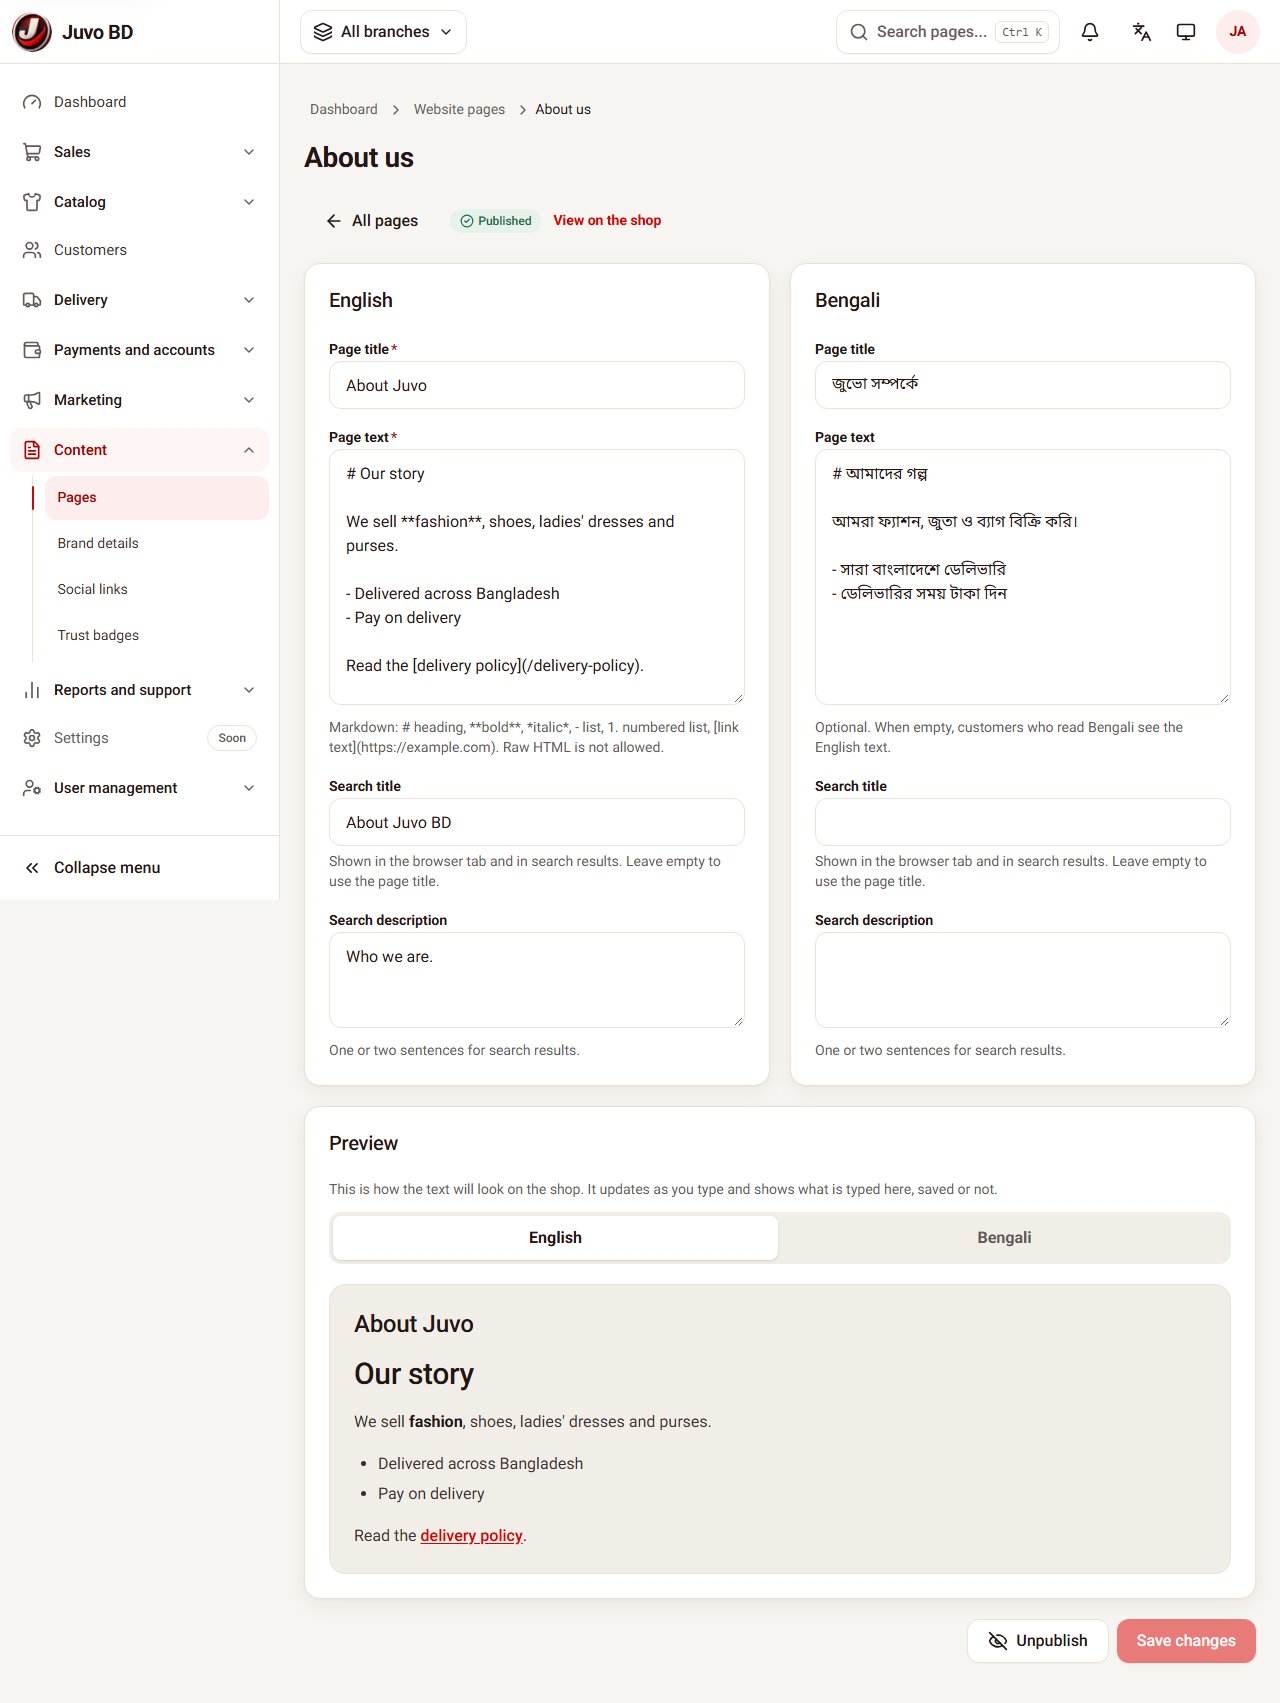 Juvo BD
All branches
Search pages...
Ctrl K
JA
Dashboard
Sales
Catalog
Customers
Delivery
Payments and accounts
Marketing
Content
Pages
Brand details
Social links
Trust badges
Reports and support
Settings
Soon
User management
Collapse menu
Dashboard
Website pages
About us
About us
All pages
Published
View on the shop
English
Page title*
About Juvo
Page text*
# Our story
We sell **fashion**, shoes, ladies' dresses and
purses.
- Delivered across Bangladesh
- Pay on delivery
Read the [delivery policy](/delivery-policy).
Markdown: # heading, **bold**, *italic*, - list, 1. numbered list, [link
text](https://example.com). Raw HTML is not allowed.
Search title
About Juvo BD
Shown in the browser tab and in search results. Leave empty to
use the page title.
Search description
Who we are.
One or two sentences for search results.
Bengali
Page title
জুভো সম্পর্কে
Page text
# আমাদের গল্প
আমরা ফ্যাশন, জুতা ও ব্যাগ বিক্রি করি।
- সারা বাংলাদেশে ডেলিভারি
- ডেলিভারির সময় টাকা দিন
Optional. When empty, customers who read Bengali see the
English text.
Search title
Shown in the browser tab and in search results. Leave empty to
use the page title.
Search description
One or two sentences for search results.
Preview
This is how the text will look on the shop. It updates as you type and shows what is typed here, saved or not.
English
Bengali
About Juvo
Our story
We sell fashion, shoes, ladies' dresses and purses.
• Delivered across Bangladesh
• Pay on delivery
Read the delivery policy.
Unpublish
Save changes